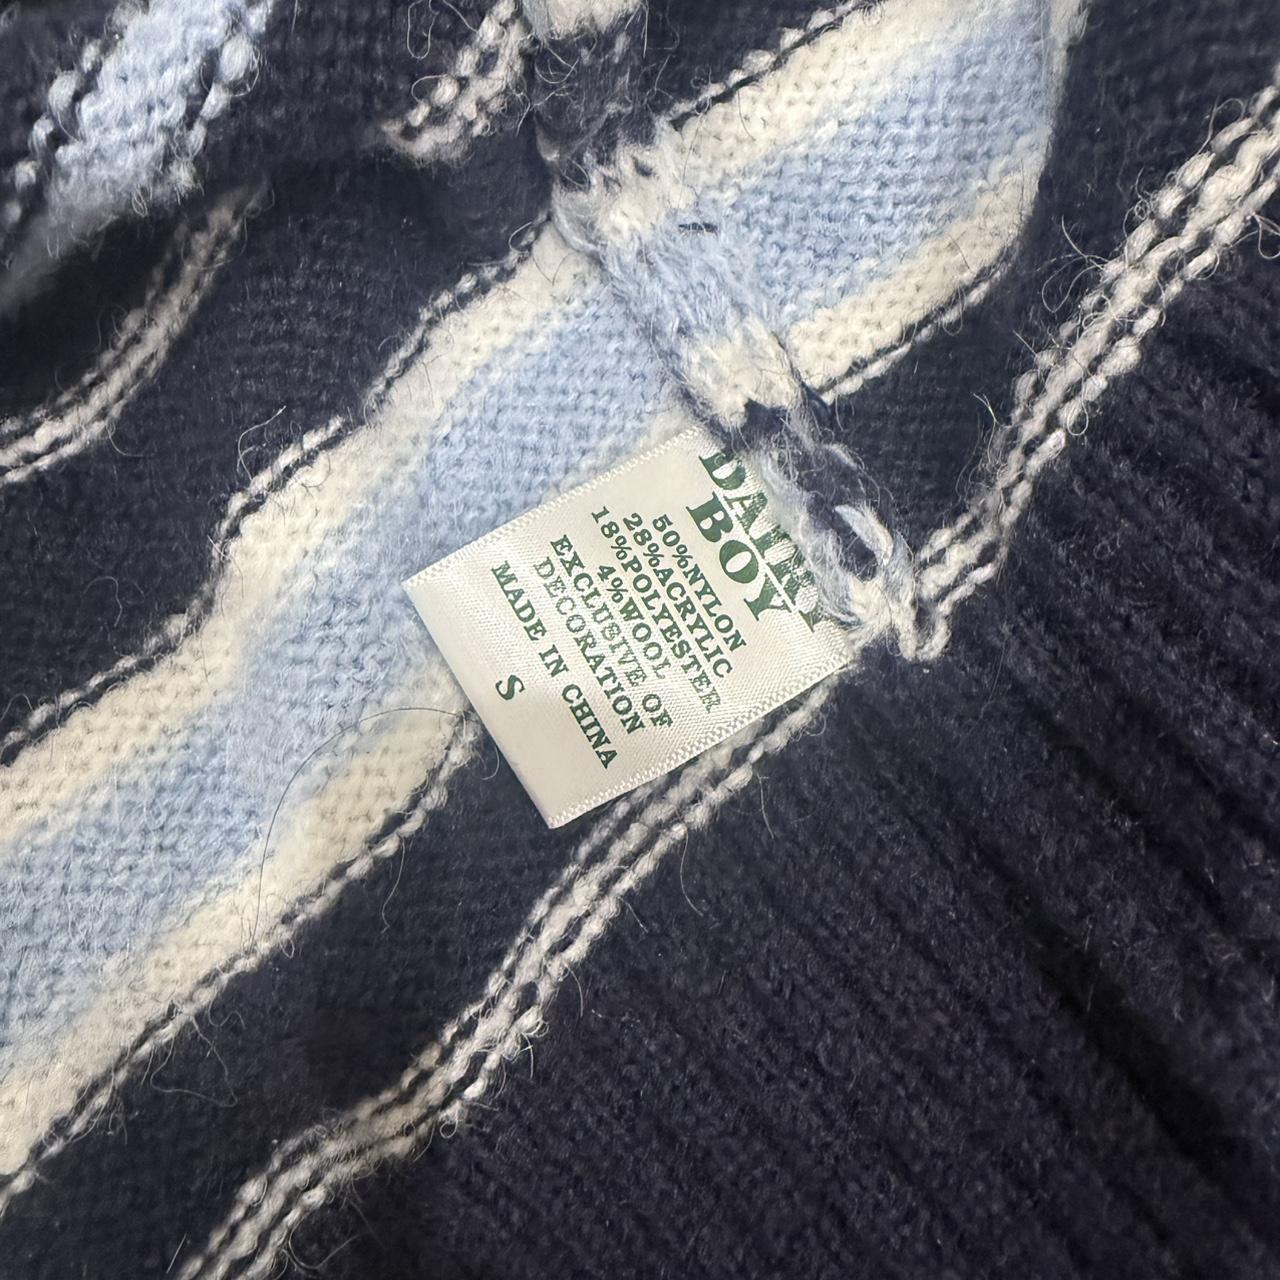 DAIRY
BOY
50%NYLON
28%ACRYLIC
18%POLYESTER
4%WOOL
EXCLUSIVE OF
DECORATION
MADE IN CHINA
S